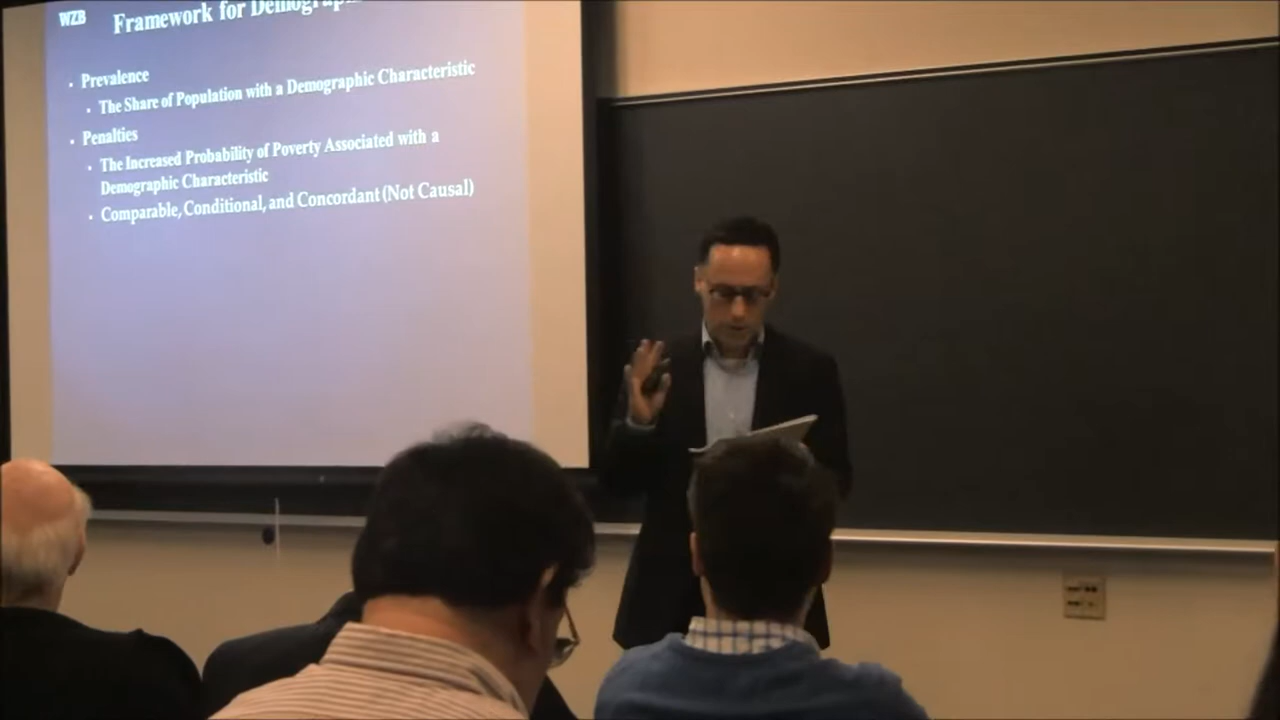 WZB
Framework for
Prevalence
The Share of Population with a Demographic Characteristic
Penalties
The Increased Probability of Poverty Associated with a
Demographic Characteristic
Comparable, Conditional, and Concordant (Not Causal)